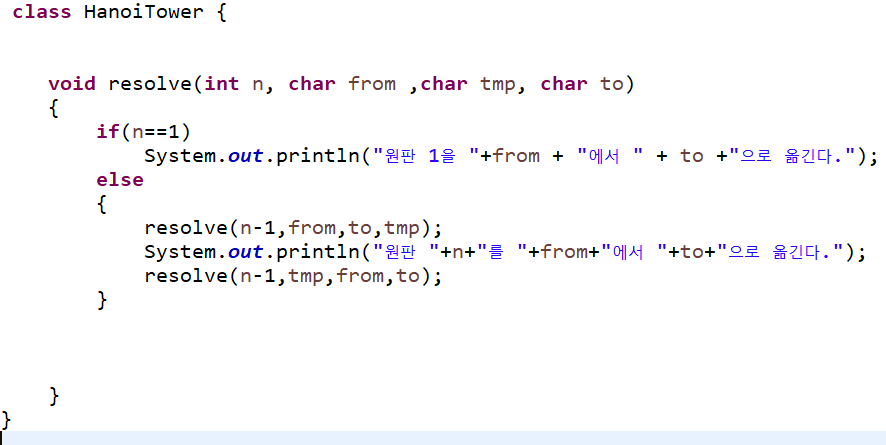 class HanoiTower {
void resolve(int n, char from ,char tmp, char to)
{
if(n==1)
System.out.println("원판 1을 "+from + "에서 " + to +"으로 옮긴다.");
else
{
resolve(n-1,from,to,tmp);
System.out.println("원판 "+n+"를 "+from+"에서 "+to+"으로 옮긴다.");
resolve(n-1,tmp,from,to);
}
}
}